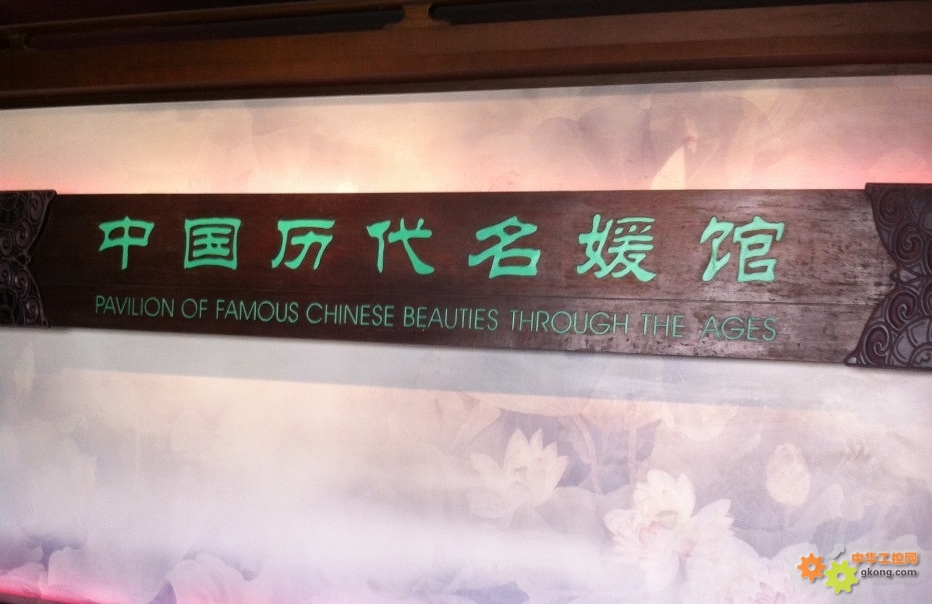 中国历代名媛馆
PAVILION OF FAMOUS CHINESE BEAUTIES THROUGH THE AGES
中华工控网
gkong.com